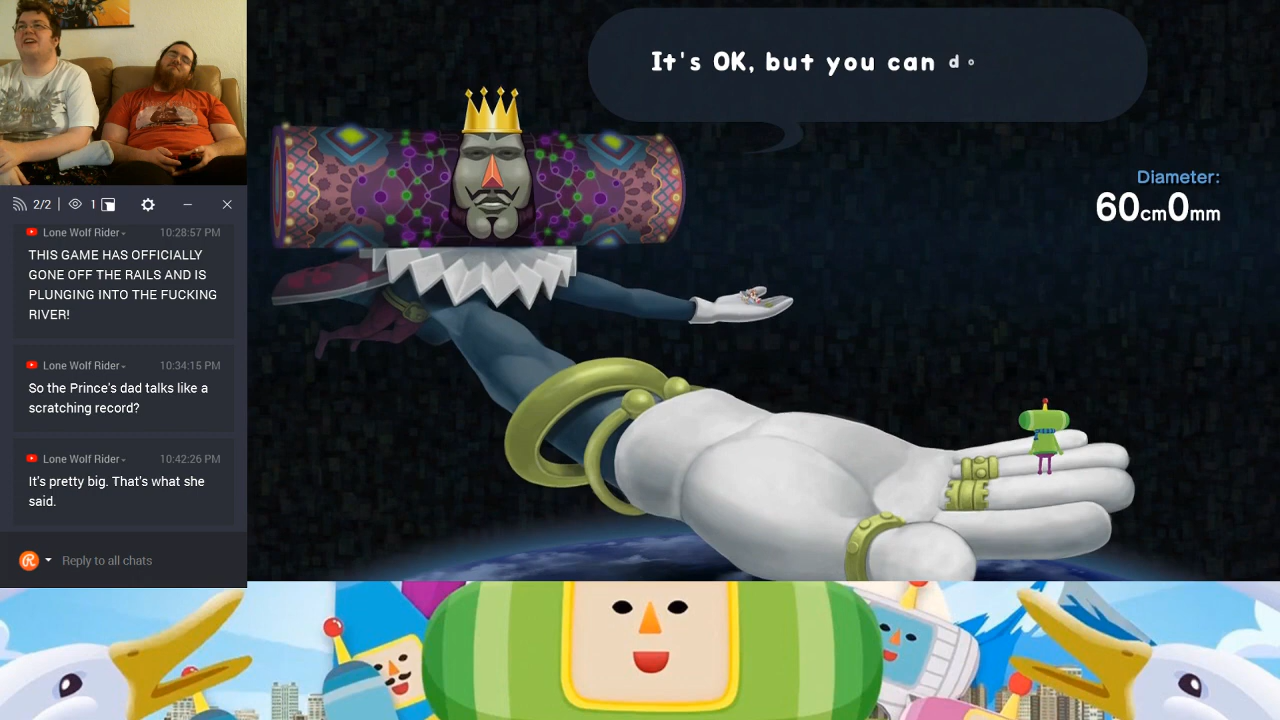 It's OK, but you can do
Diameter:
60cm0mm
2/2 | 1
Lone Wolf Rider 10:28:57 PM
THIS GAME HAS OFFICIALLY
GONE OFF THE RAILS AND IS
PLUNGING INTO THE FUCKING
RIVER!
Lone Wolf Rider 10:34:15 PM
So the Prince's dad talks like a
scratching record?
Lone Wolf Rider 10:42:26 PM
It's pretty big. That's what she
said.
Reply to all chats